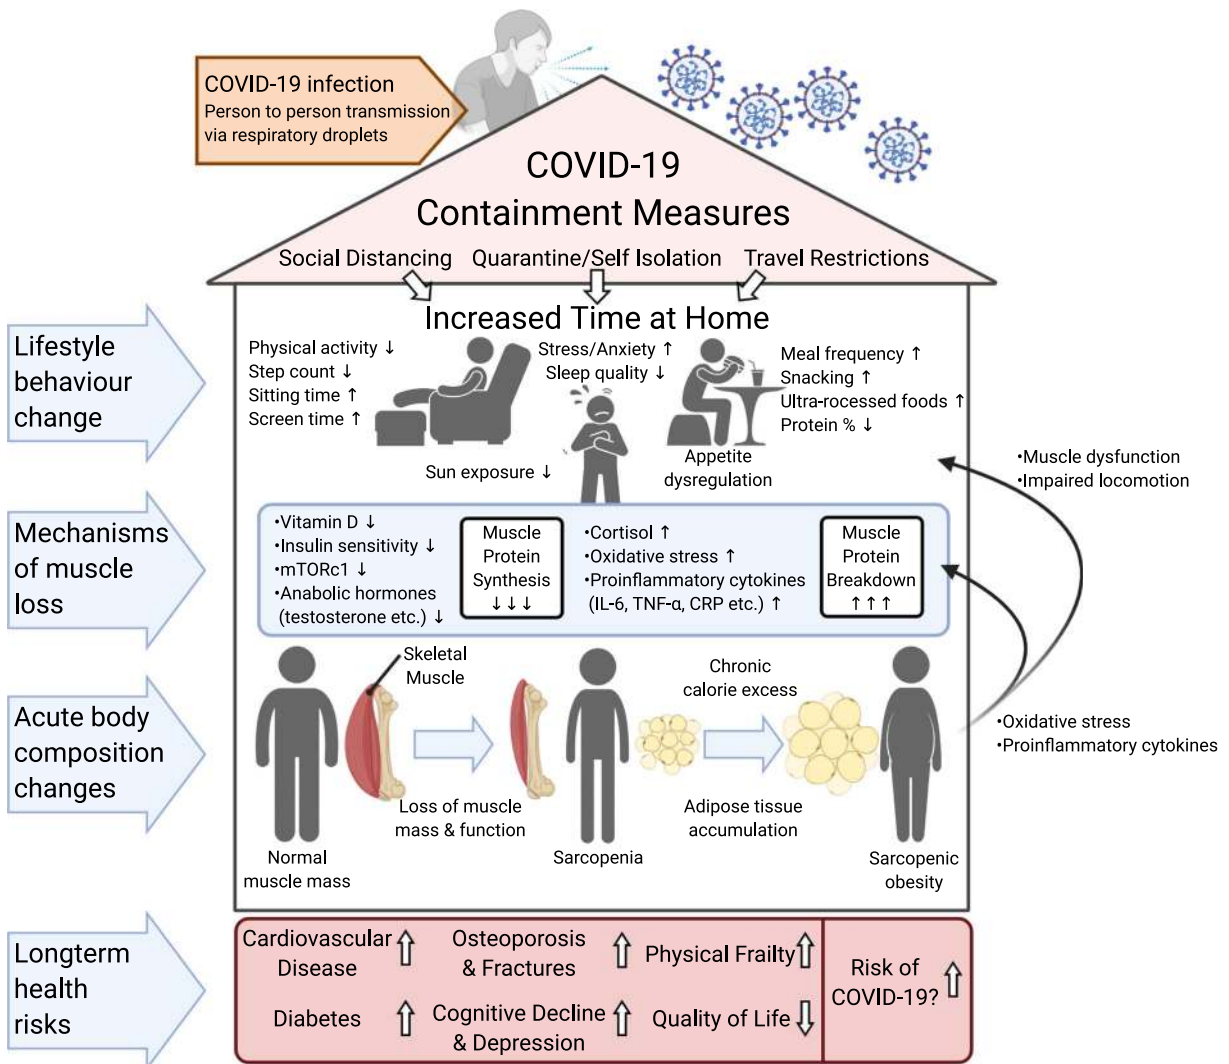 COVID-19 infection
Person to person transmission
via respiratory droplets
COVID-19
Containment Measures
Social Distancing
Quarantine/Self Isolation
Travel Restrictions
Increased Time at Home
Lifestyle
behaviour
change
Physical activity ↓
Step count ↓
Sitting time ↑
Screen time ↑
Stress/Anxiety ↑
Sleep quality ↓
Meal frequency ↑
Snacking ↑
Ultra-rocessed foods ↑
Protein % ↓
Sun exposure ↓
Appetite
dysregulation
•Muscle dysfunction
•Impaired locomotion
Mechanisms
of muscle
loss
•Vitamin D ↓
•Insulin sensitivity ↓
•mTORc1 ↓
•Anabolic hormones
(testosterone etc.) ↓
Muscle
Protein
Synthesis
↓↓↓
•Cortisol ↑
•Oxidative stress ↑
•Proinflammatory cytokines
(IL-6, TNF-α, CRP etc.) ↑
Muscle
Protein
Breakdown
↑↑↑
Acute body
composition
changes
Skeletal
Muscle
Chronic
calorie excess
•Oxidative stress
•Proinflammatory cytokines
Loss of muscle
mass & function
Adipose tissue
accumulation
Normal
muscle mass
Sarcopenia
Sarcopenic
obesity
Longterm
health
risks
Cardiovascular
Disease
Osteoporosis
& Fractures
Physical Frailty
Diabetes
Cognitive Decline
& Depression
Quality of Life
Risk of
COVID-19?